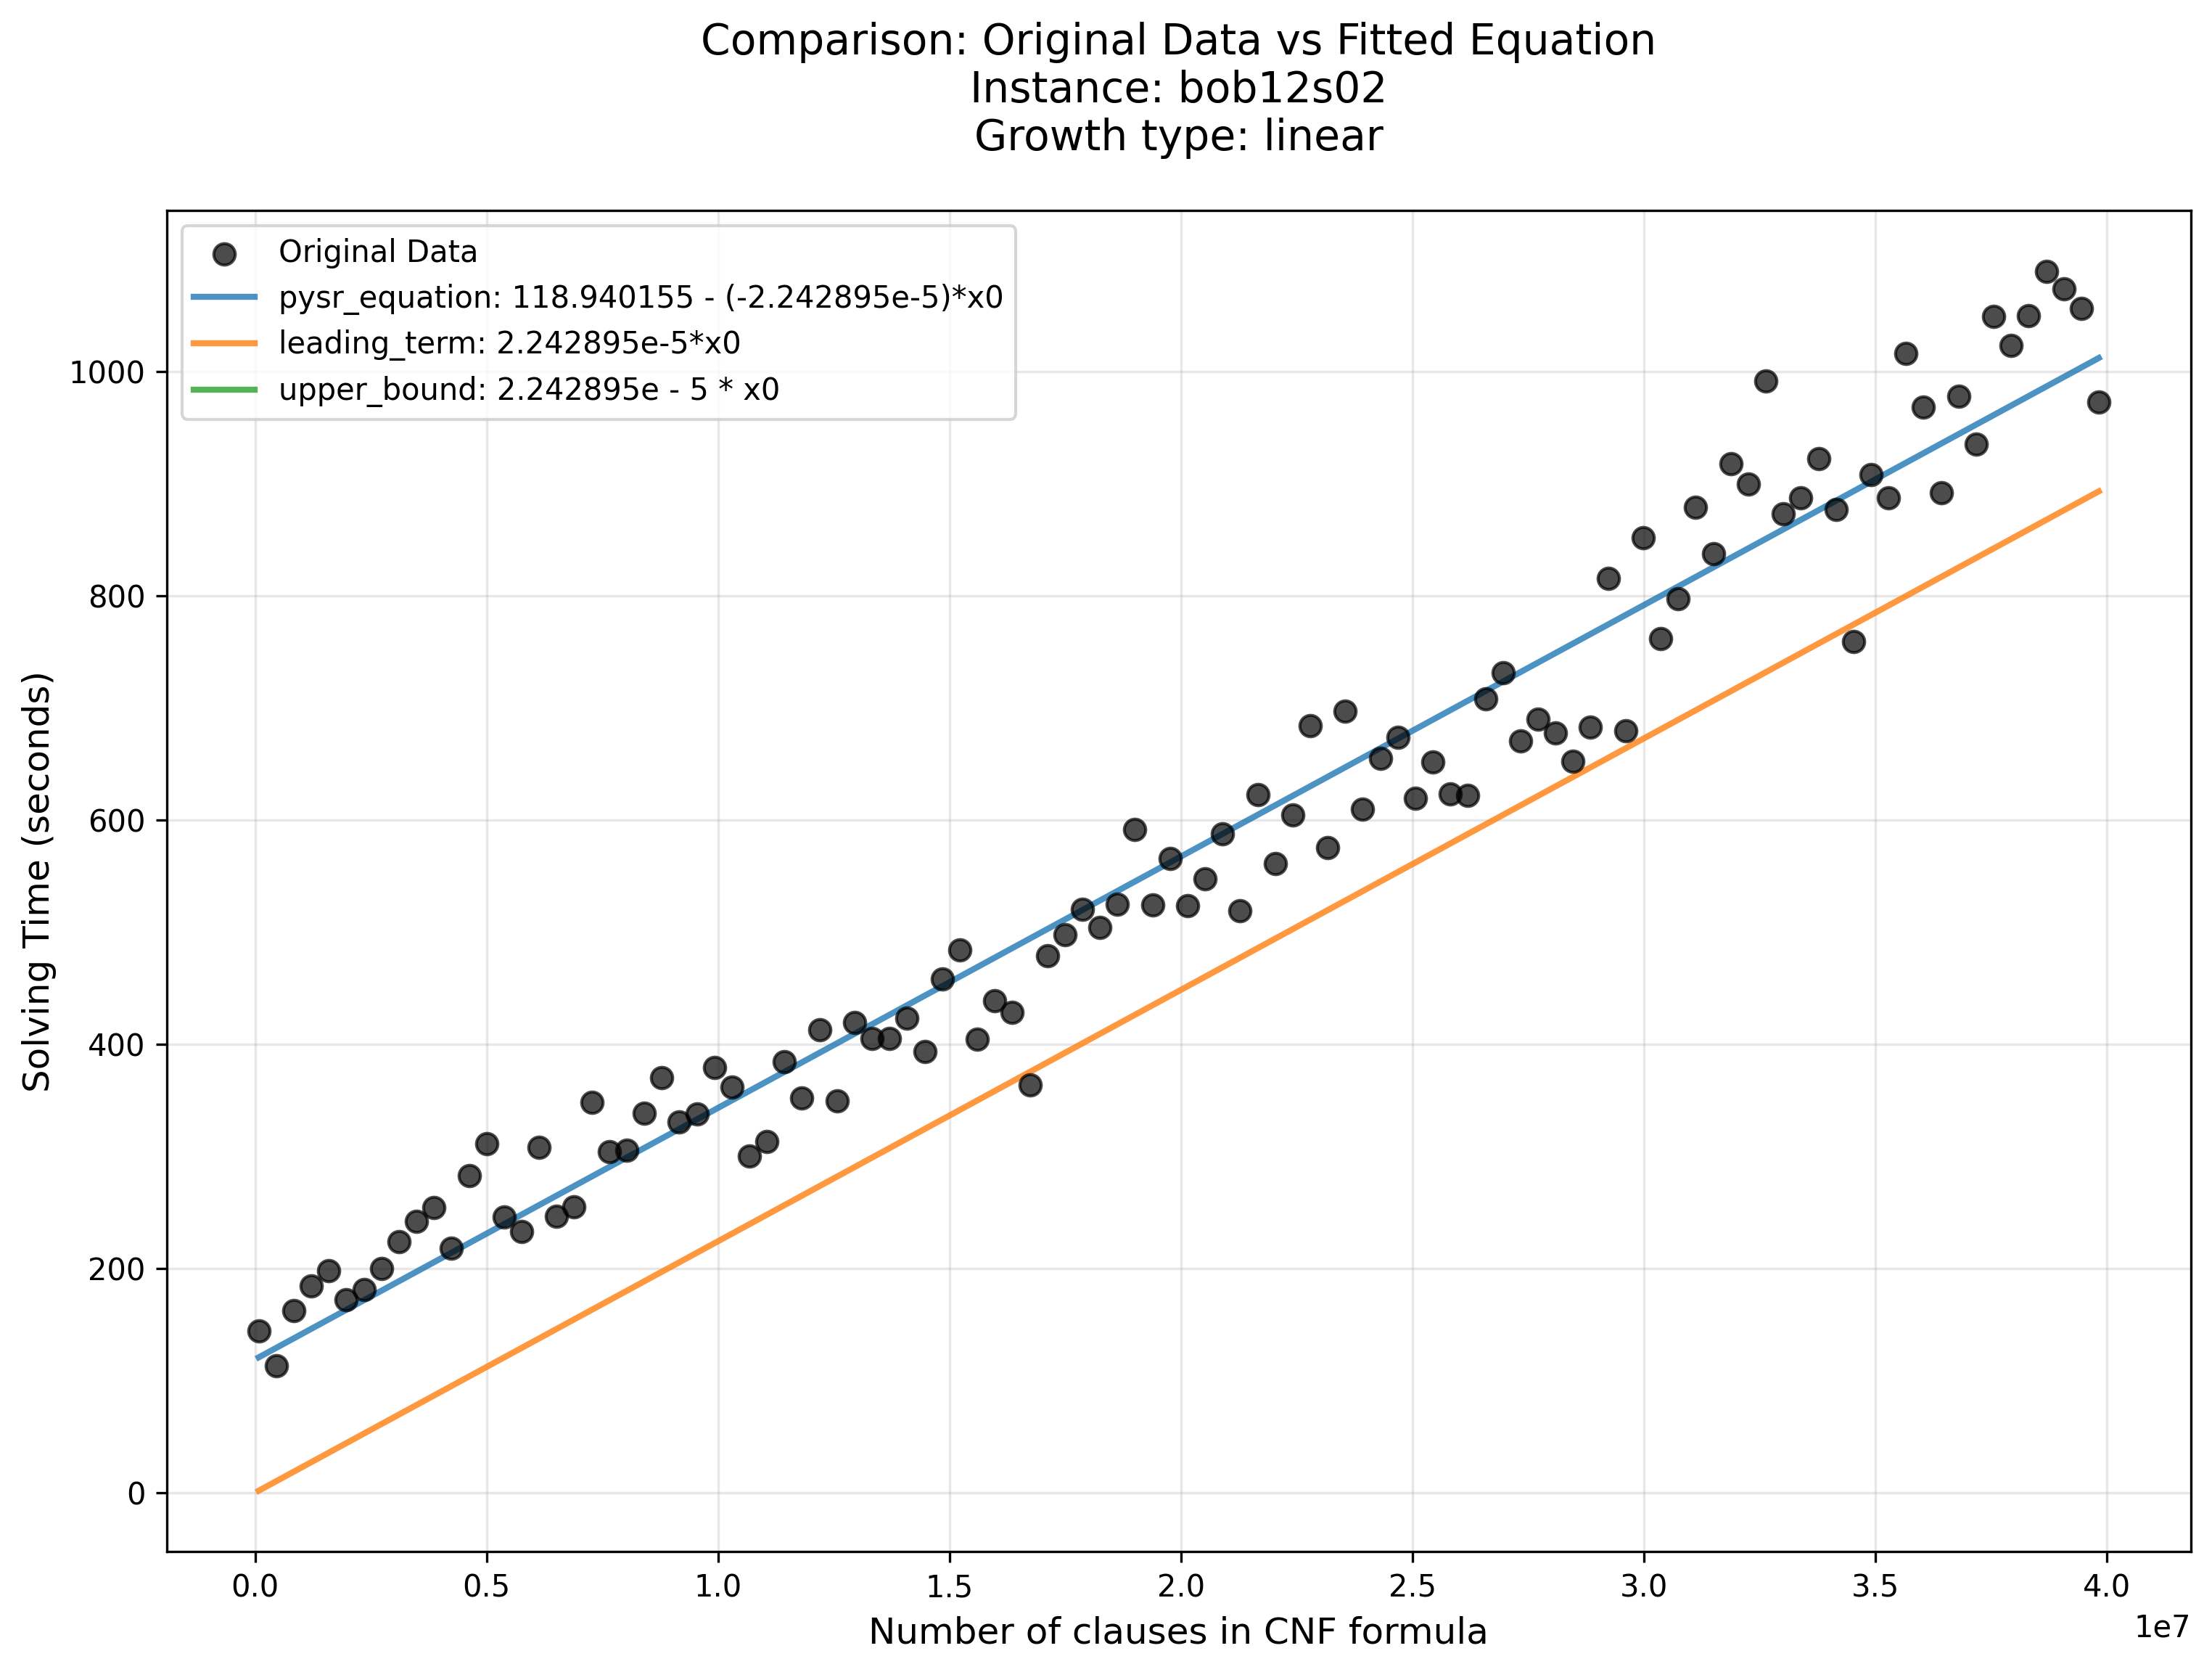 Comparison: Original Data vs Fitted Equation
Instance: bob12s02
Growth type: linear
Original Data
pysr_equation: 118.940155 - (-2.242895e-5)*x0
leading_term: 2.242895e-5*x0
upper_bound: 2.242895e - 5 * x0
Solving Time (seconds)
1000
800
600
400
200
0
0.0 0.5 1.0 1.5 2.0 2.5 3.0 3.5 4.0
1e7
Number of clauses in CNF formula